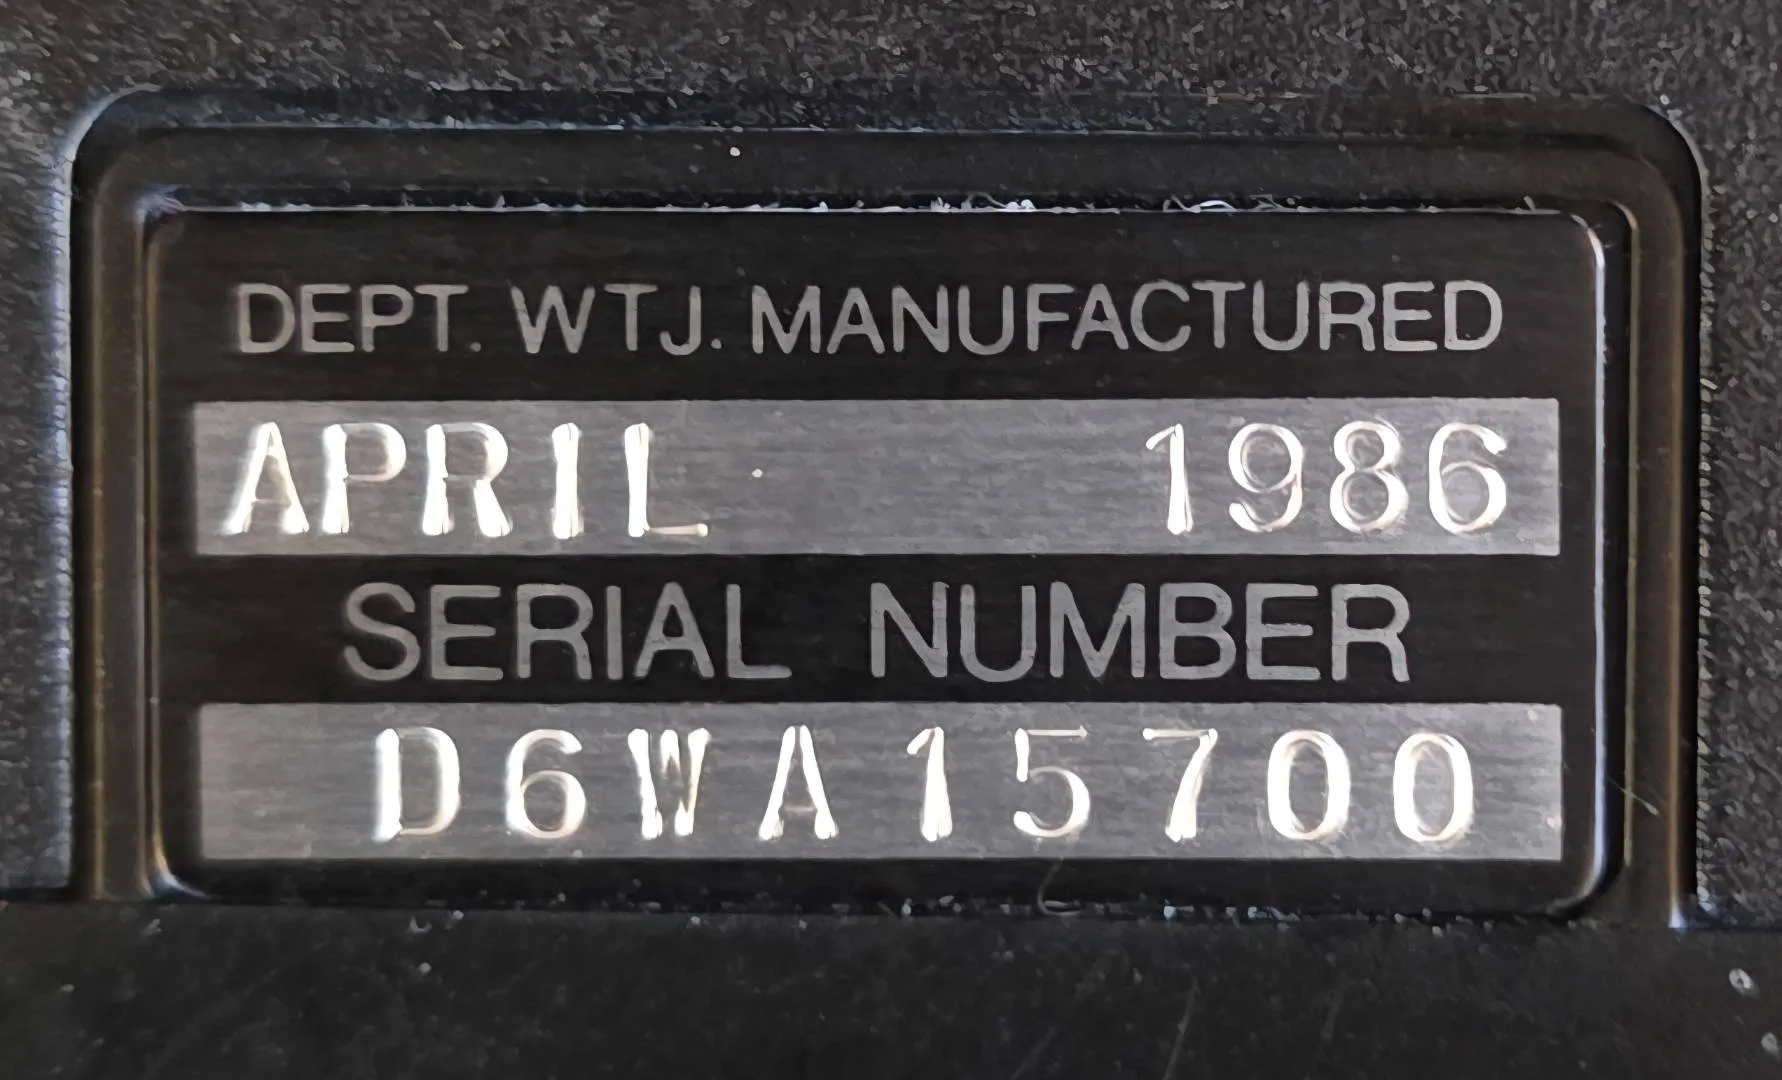 DEPT. WTJ. MANUFACTURED
APRIL 1986
SERIAL NUMBER
D6WA15700